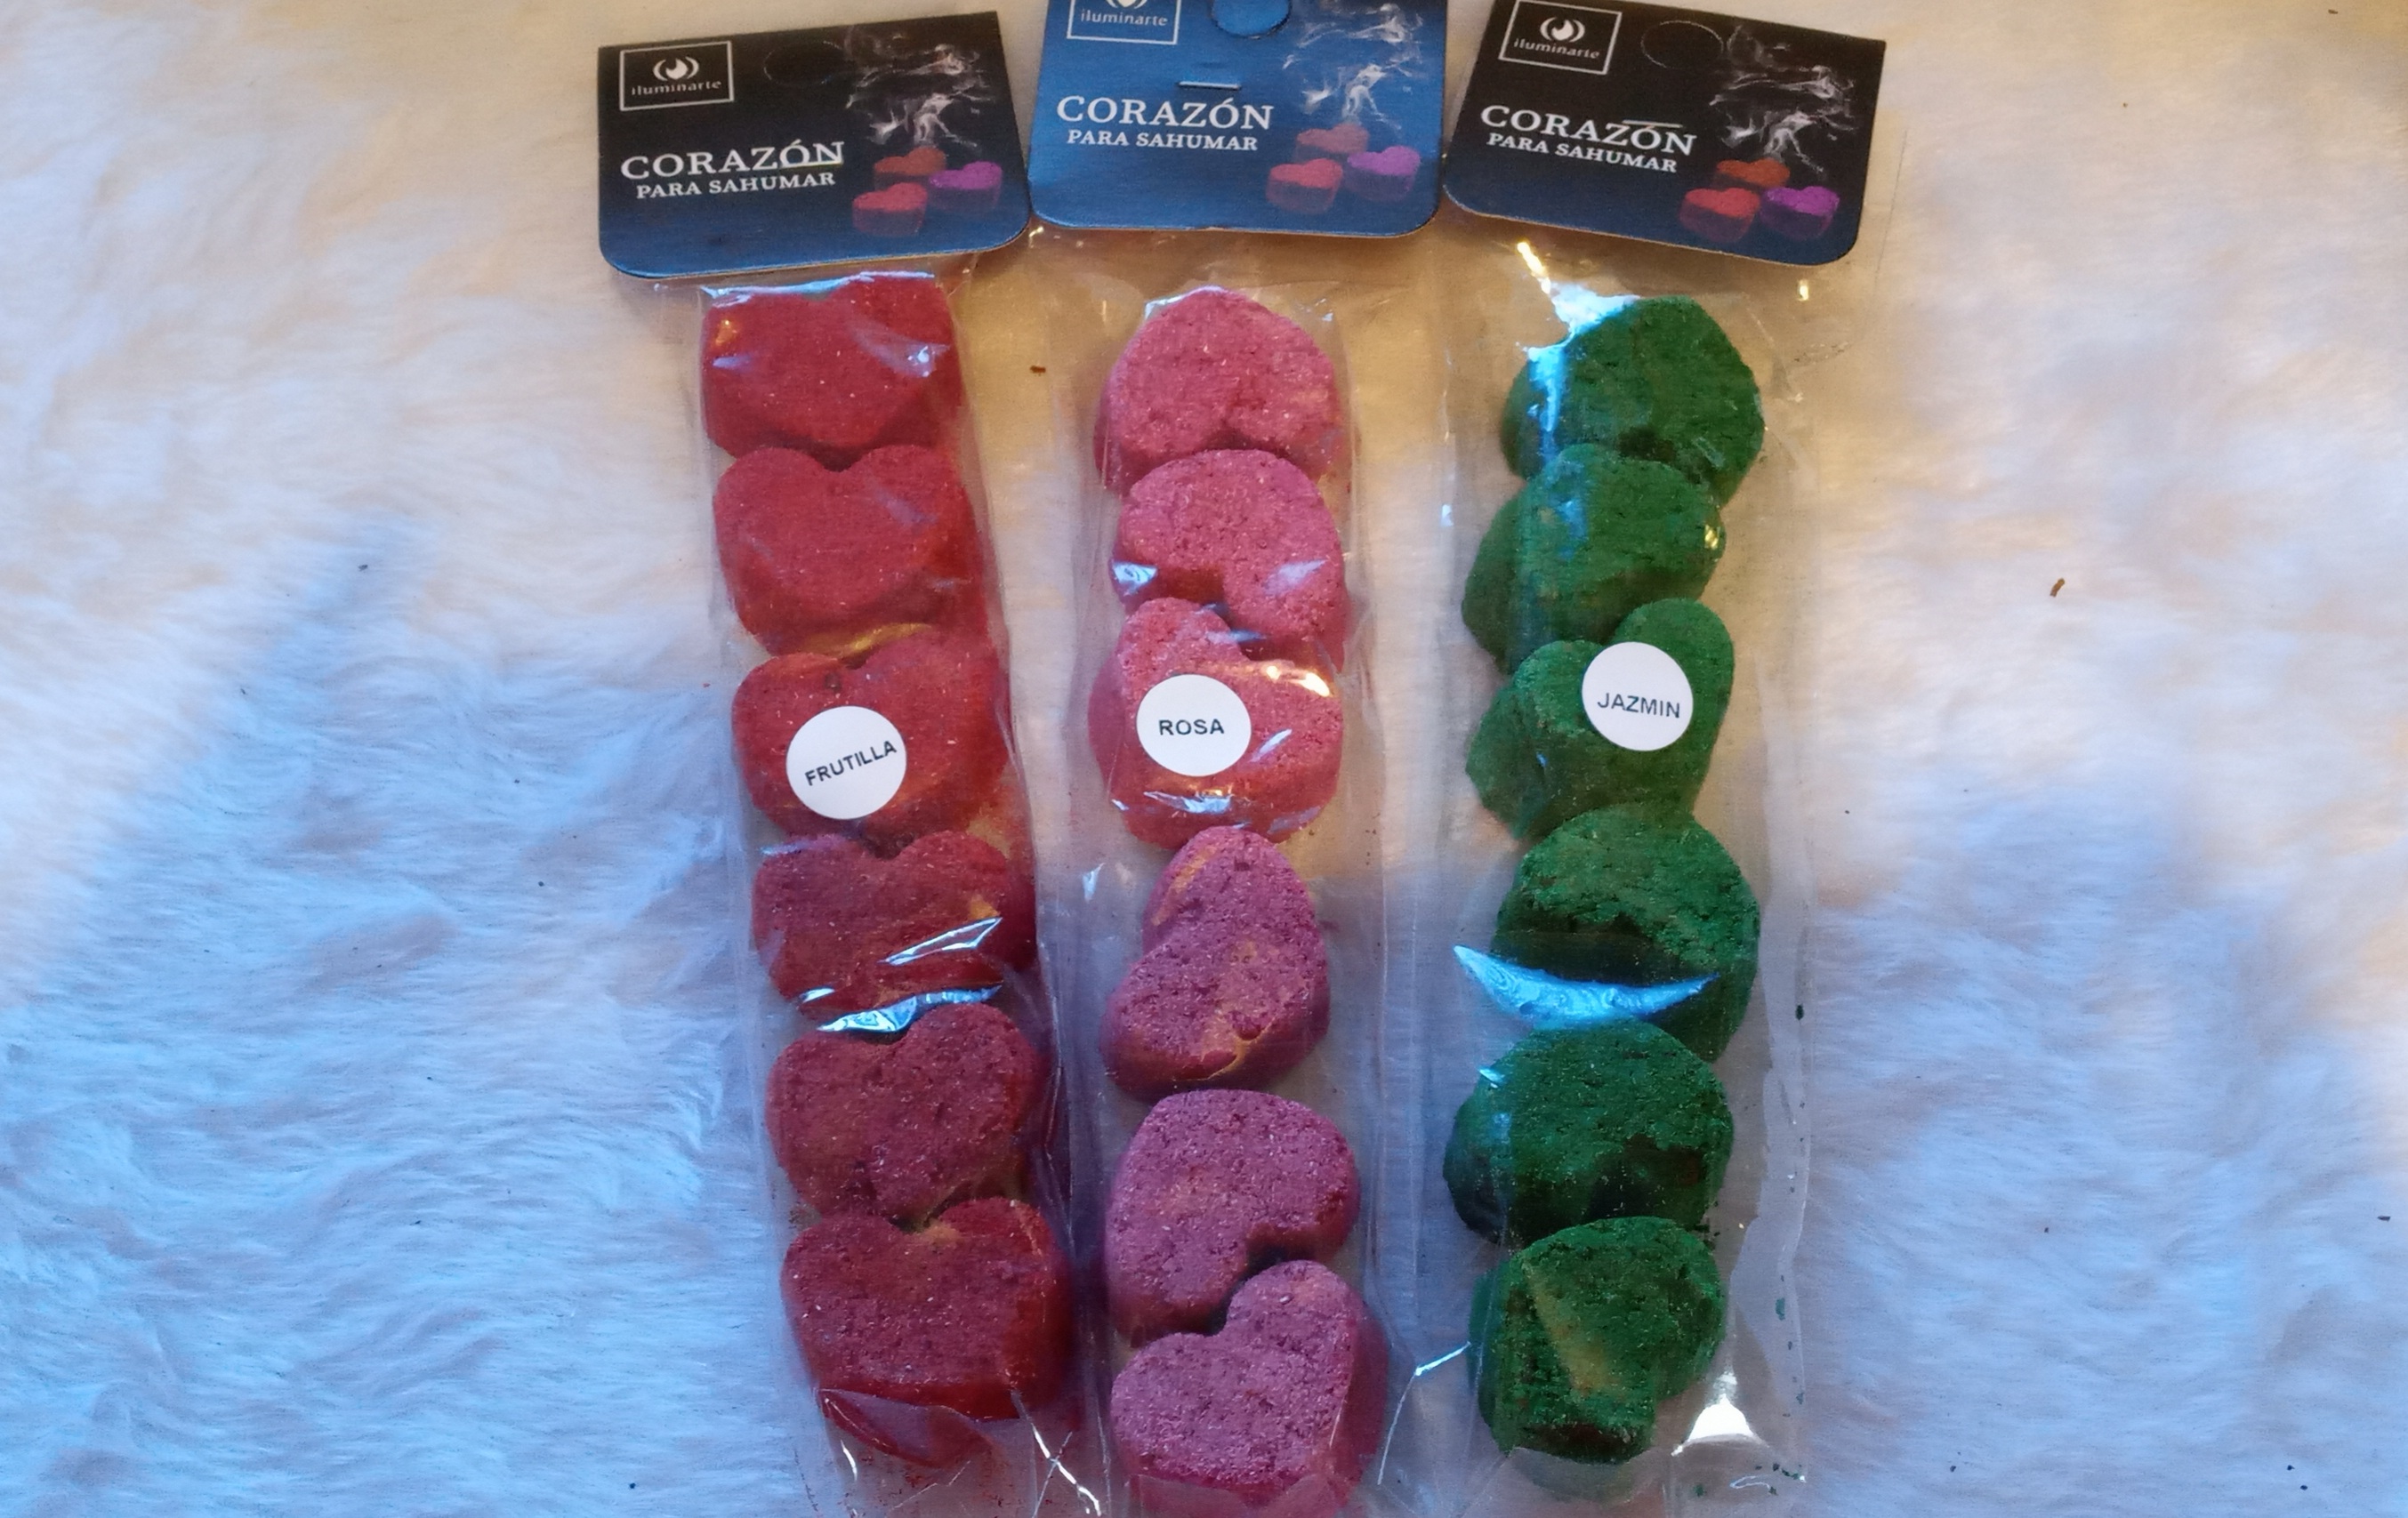 iluminarte
CORAZÓN
PARA SAHUMAR
FRUTILLA
iluminarte
CORAZÓN
PARA SAHUMAR
ROSA
iluminarte
CORAZÓN
PARA SAHUMAR
JAZMIN